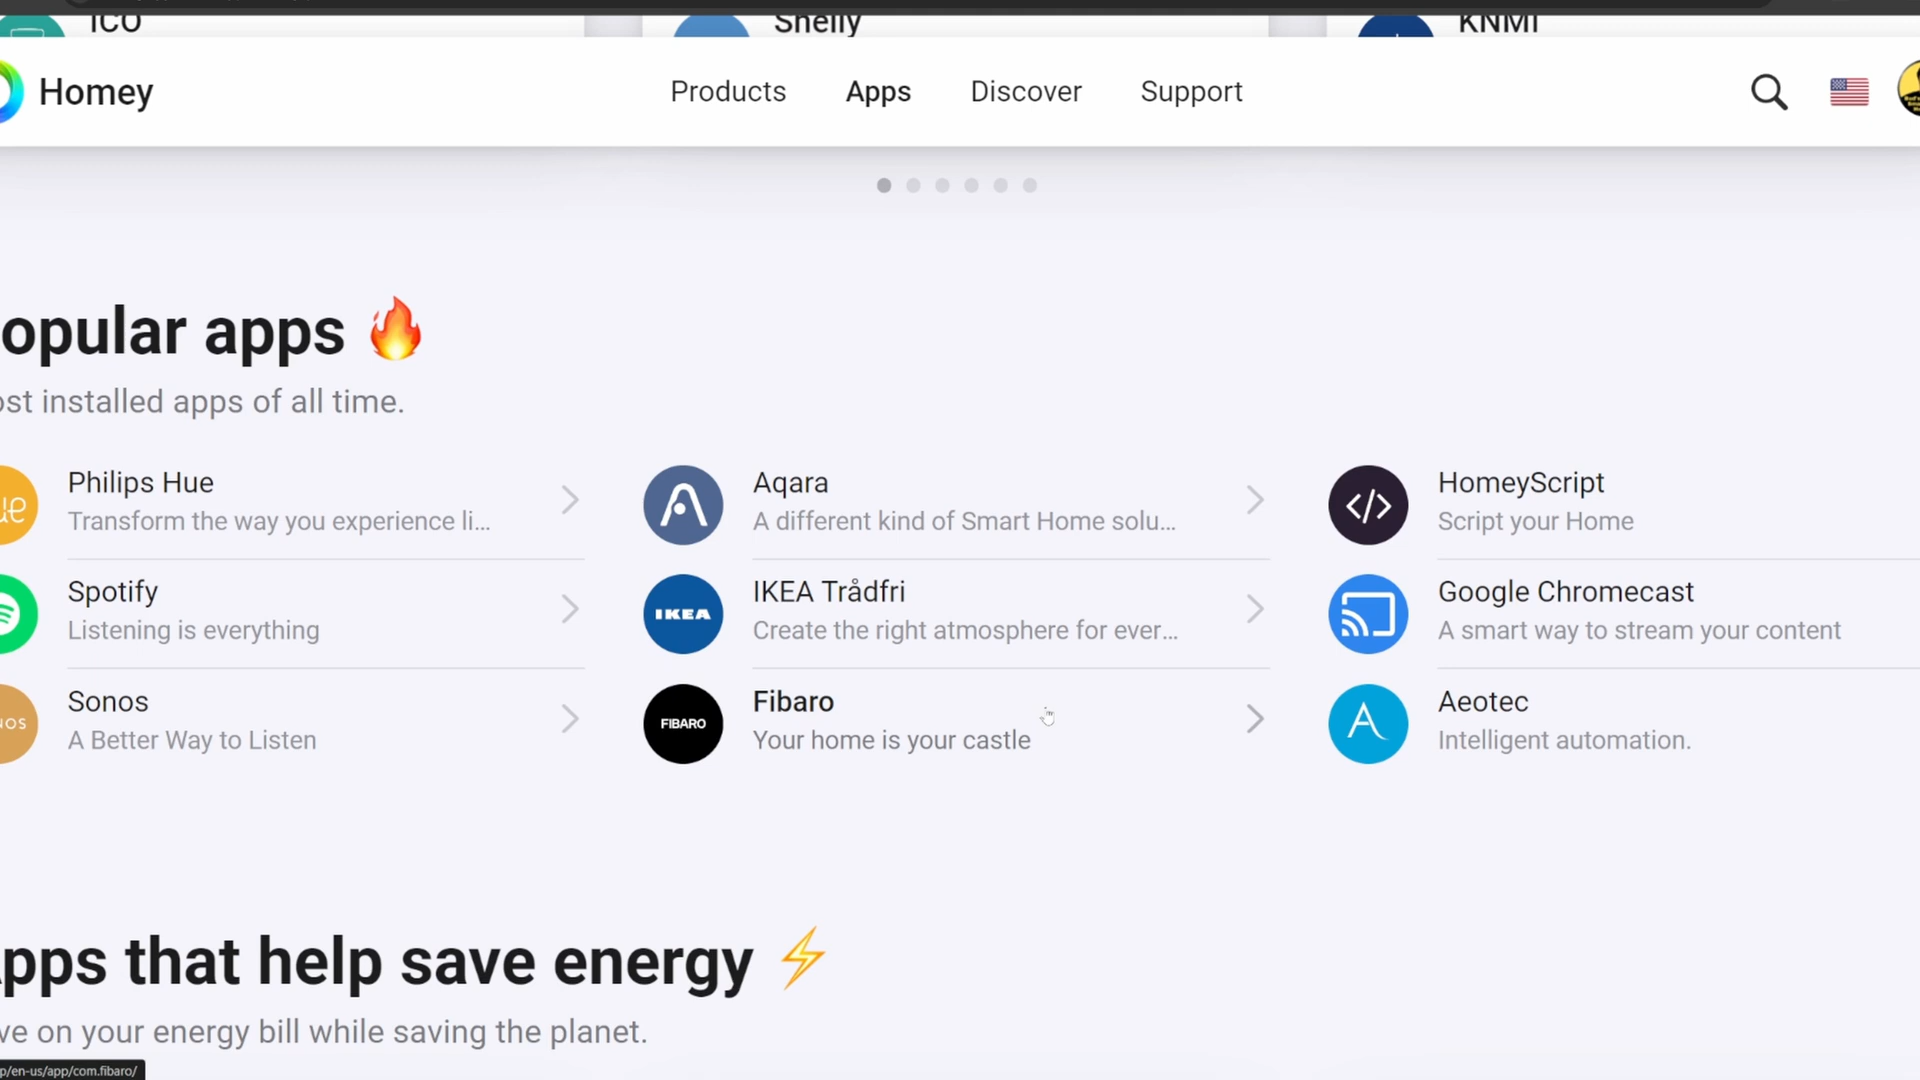 ICO
Shelly
KNMI
Homey
Products
Apps
Discover
Support
opular apps 🔥
ost installed apps of all time.
Philips Hue
Transform the way you experience li...
Aqara
A different kind of Smart Home solu...
HomeyScript
Script your Home
Spotify
Listening is everything
IKEA
IKEA Trådfri
Create the right atmosphere for ever...
Google Chromecast
A smart way to stream your content
NOS
Sonos
A Better Way to Listen
FIBARO
Fibaro
Your home is your castle
Aeotec
Intelligent automation.
pps that help save energy ⚡
ve on your energy bill while saving the planet.
p/en-us/app/com.fibaro/